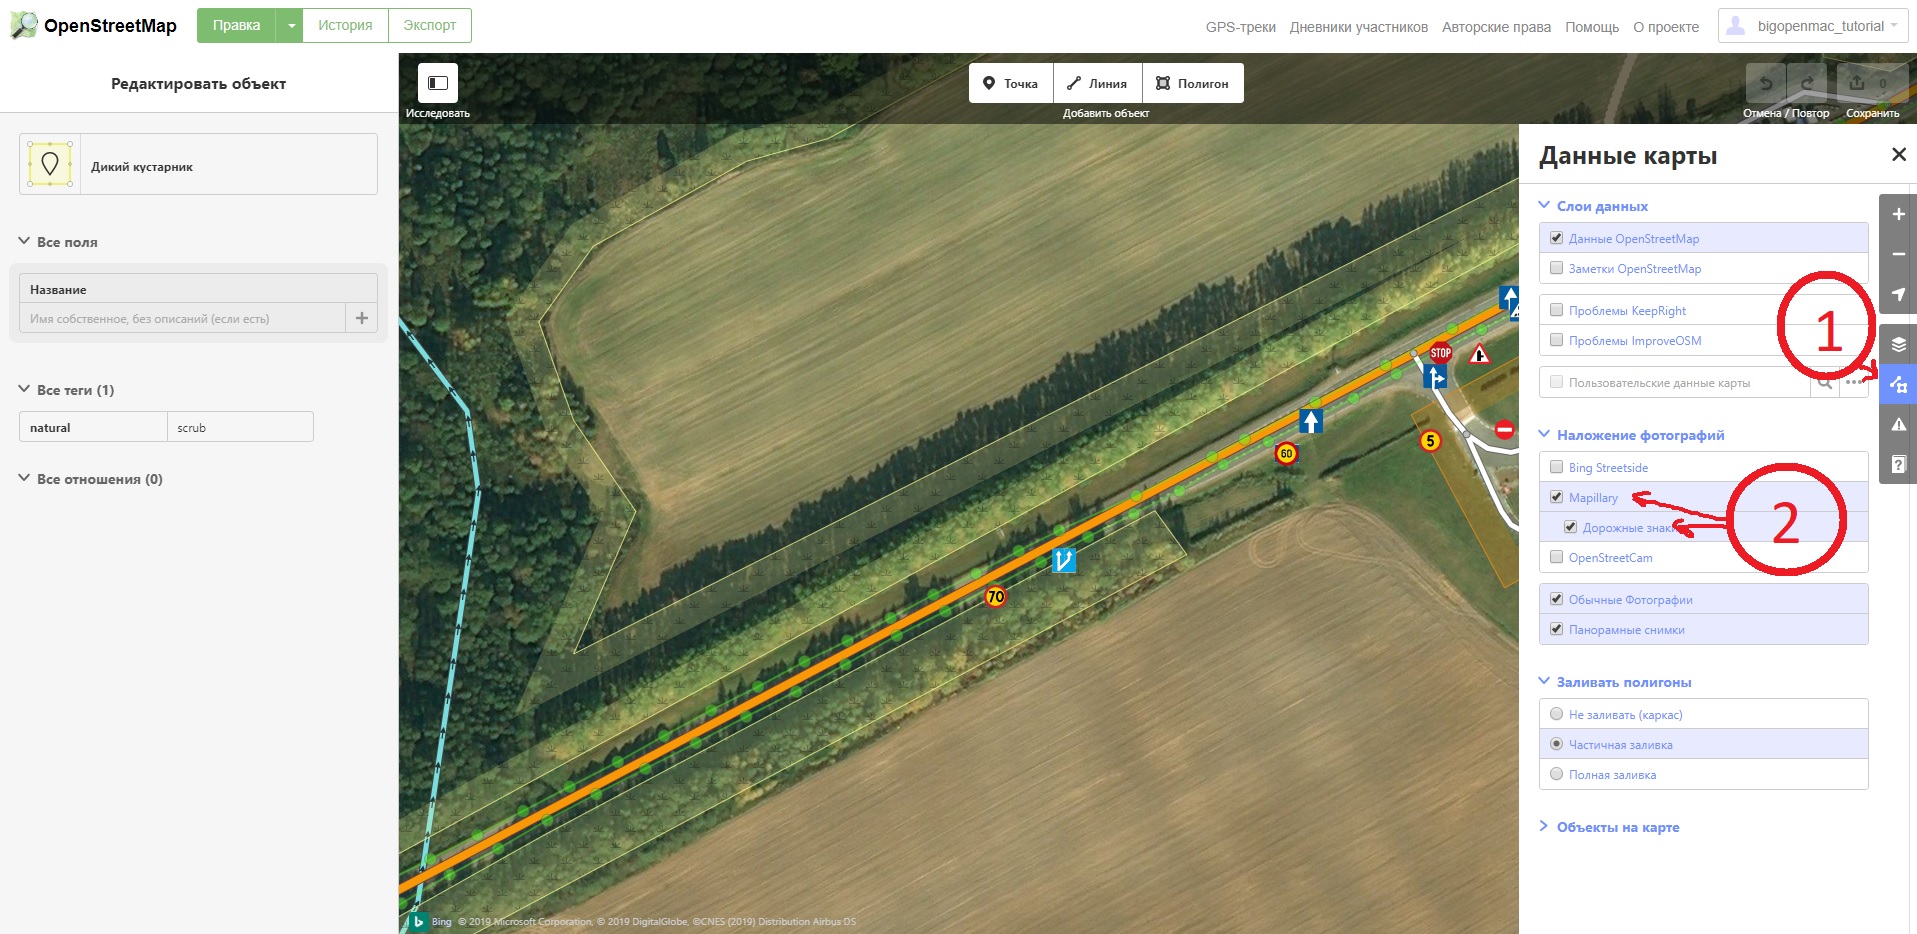 OpenStreetMap
Правка
История
Экспорт
GPS-треки
Дневники участников
Авторские права
Помощь
О проекте
bigopenmac_tutorial
Редактировать объект
Дикий кустарник
Все поля
Название
Имя собственное, без описаний (если есть)
Все теги (1)
natural
scrub
Все отношения (0)
Исследовать
Точка
Линия
Полигон
Добавить объект
0
Отмена / Повтор
Сохранить
STOP
60
5
70
Bing © 2019 Microsoft Corporation, © 2019 DigitalGlobe, ©CNES (2019) Distribution Airbus DS
Данные карты
Слои данных
Данные OpenStreetMap
Заметки OpenStreetMap
Проблемы KeepRight
Проблемы ImproveOSM
Пользовательские данные карты
1
Наложение фотографий
Bing Streetside
Mapillary
Дорожные знаки
OpenStreetCam
2
Обычные Фотографии
Панорамные снимки
Заливать полигоны
Не заливать (каркас)
Частичная заливка
Полная заливка
Объекты на карте